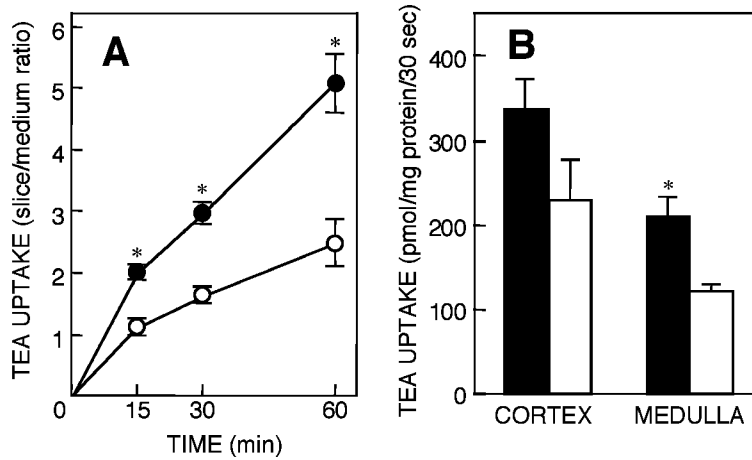 A
TEA UPTAKE (slice/medium ratio)
6
5
4
3
2
1
0
15
30
60
TIME (min)
*
*
*
B
TEA UPTAKE (pmol/mg protein/30 sec)
400
300
200
100
0
*
CORTEX
MEDULLA